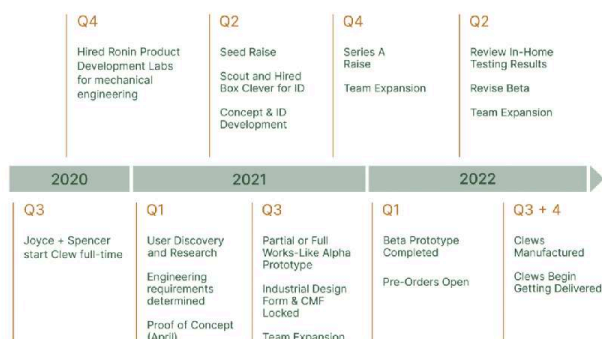 Q4
Hired Ronin Product
Development Labs
for mechanical
engineering
Q2
Seed Raise
Scout and Hired
Box Clever for ID
Concept & ID
Development
Q4
Series A
Raise
Team Expansion
Q2
Review In-Home
Testing Results
Revise Beta
Team Expansion
2020
2021
2022
Q3
Joyce + Spencer
start Clew full-time
Q1
User Discovery
and Research
Engineering
requirements
determined
Proof of Concept
(April)
Q3
Partial or Full
Works-Like Alpha
Prototype
Industrial Design
Form & CMF
Locked
Team Expansion
Q1
Beta Prototype
Completed
Pre-Orders Open
Q3 + 4
Clews
Manufactured
Clews Begin
Getting Delivered